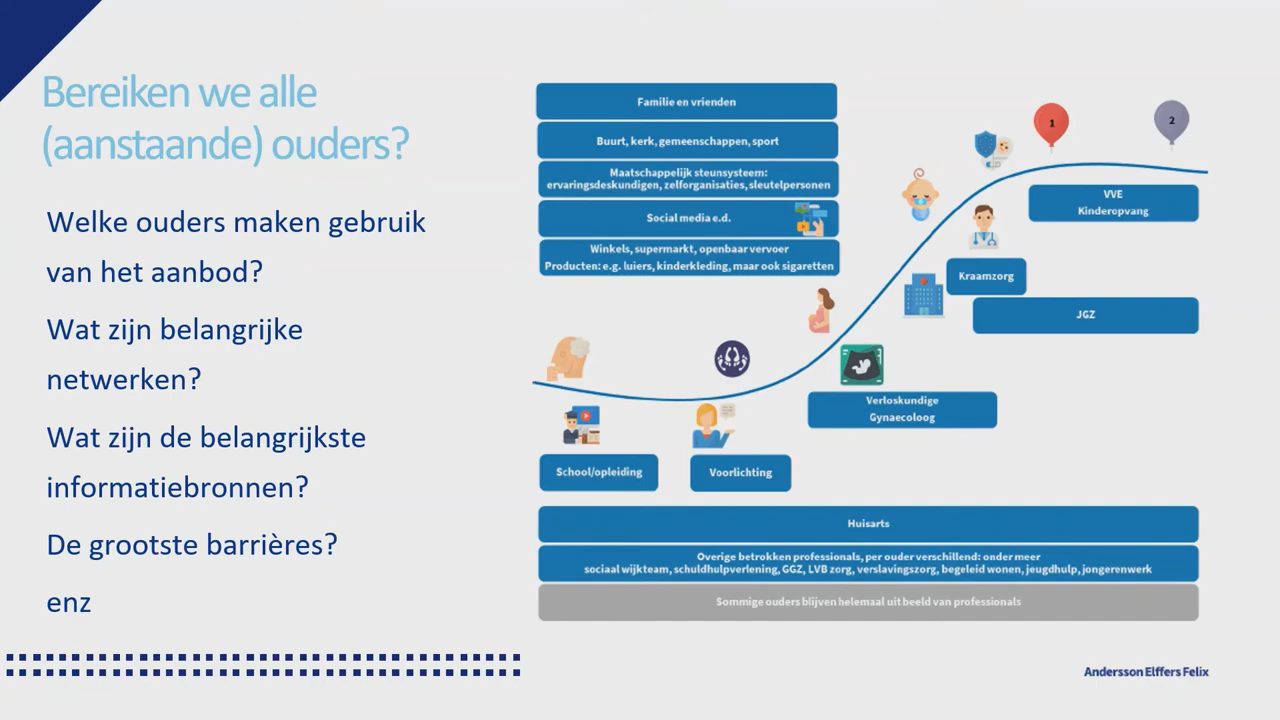 Bereiken we alle
(aanstaande) ouders?
Welke ouders maken gebruik
van het aanbod?
Wat zijn belangrijke
netwerken?
Wat zijn de belangrijkste
informatiebronnen?
De grootste barrières?
enz
Familie en vrienden
Buurt, kerk, gemeenschappen, sport
Maatschappelijk steunsysteem:
ervaringsdeskundigen, zelforganisaties, sleutelpersonen
Social media e.d.
Winkels, supermarkt, openbaar vervoer
Producten: e.g. luiers, kinderkleding, maar ook sigaretten
1
2
VVE
Kinderopvang
Kraamzorg
JGZ
Verloskundige
Gynaecoloog
School/opleiding
Voorlichting
Huisarts
Overige betrokken professionals, per ouder verschillend: onder meer
sociaal wijkteam, schuldhulpverlening, GGZ, LVB zorg, verslavingszorg, begeleid wonen, jeugdhulp, jongerenwerk
Sommige ouders blijven helemaal uit beeld van professionals
Andersson Elffers Felix